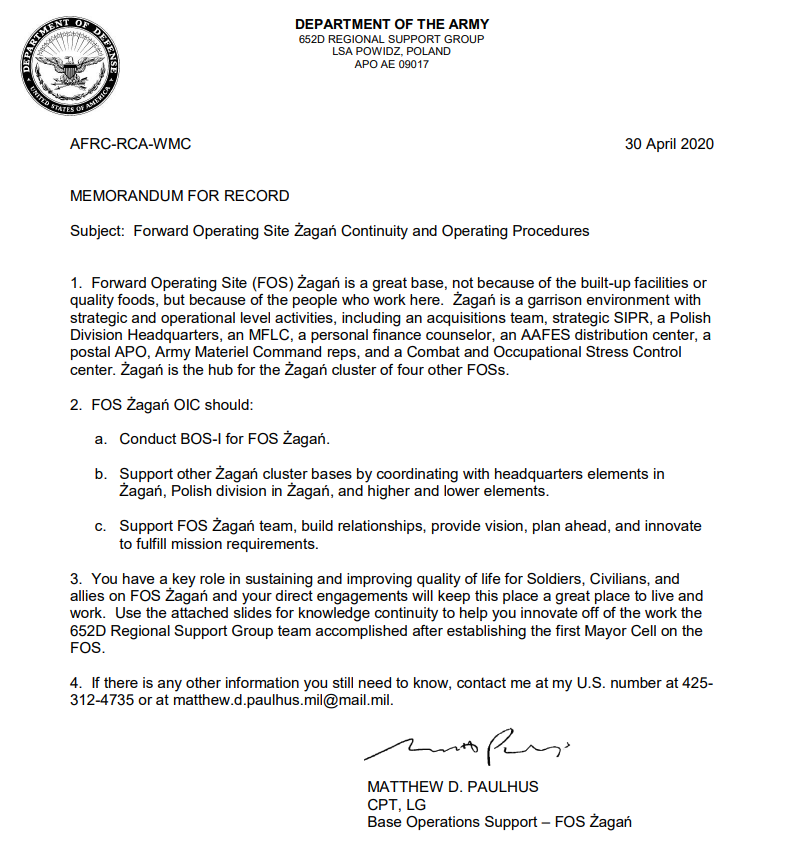 DEPARTMENT OF DEFENSE
UNITED STATES OF AMERICA
DEPARTMENT OF THE ARMY
652D REGIONAL SUPPORT GROUP
LSA POWIDZ, POLAND
APO AE 09017
AFRC-RCA-WMC 30 April 2020
MEMORANDUM FOR RECORD
Subject: Forward Operating Site Żagań Continuity and Operating Procedures
1. Forward Operating Site (FOS) Żagań is a great base, not because of the built-up facilities or
quality foods, but because of the people who work here. Żagań is a garrison environment with
strategic and operational level activities, including an acquisitions team, strategic SIPR, a Polish
Division Headquarters, an MFLC, a personal finance counselor, an AAFES distribution center, a
postal APO, Army Materiel Command reps, and a Combat and Occupational Stress Control
center. Żagań is the hub for the Żagań cluster of four other FOSs.
2. FOS Żagań OIC should:
a. Conduct BOS-I for FOS Żagań.
b. Support other Żagań cluster bases by coordinating with headquarters elements in
Żagań, Polish division in Żagań, and higher and lower elements.
c. Support FOS Żagań team, build relationships, provide vision, plan ahead, and innovate
to fulfill mission requirements.
3. You have a key role in sustaining and improving quality of life for Soldiers, Civilians, and
allies on FOS Żagań and your direct engagements will keep this place a great place to live and
work. Use the attached slides for knowledge continuity to help you innovate off of the work the
652D Regional Support Group team accomplished after establishing the first Mayor Cell on the
FOS.
4. If there is any other information you still need to know, contact me at my U.S. number at 425-
312-4735 or at matthew.d.paulhus.mil@mail.mil.
MATTHEW D. PAULHUS
CPT, LG
Base Operations Support – FOS Żagań